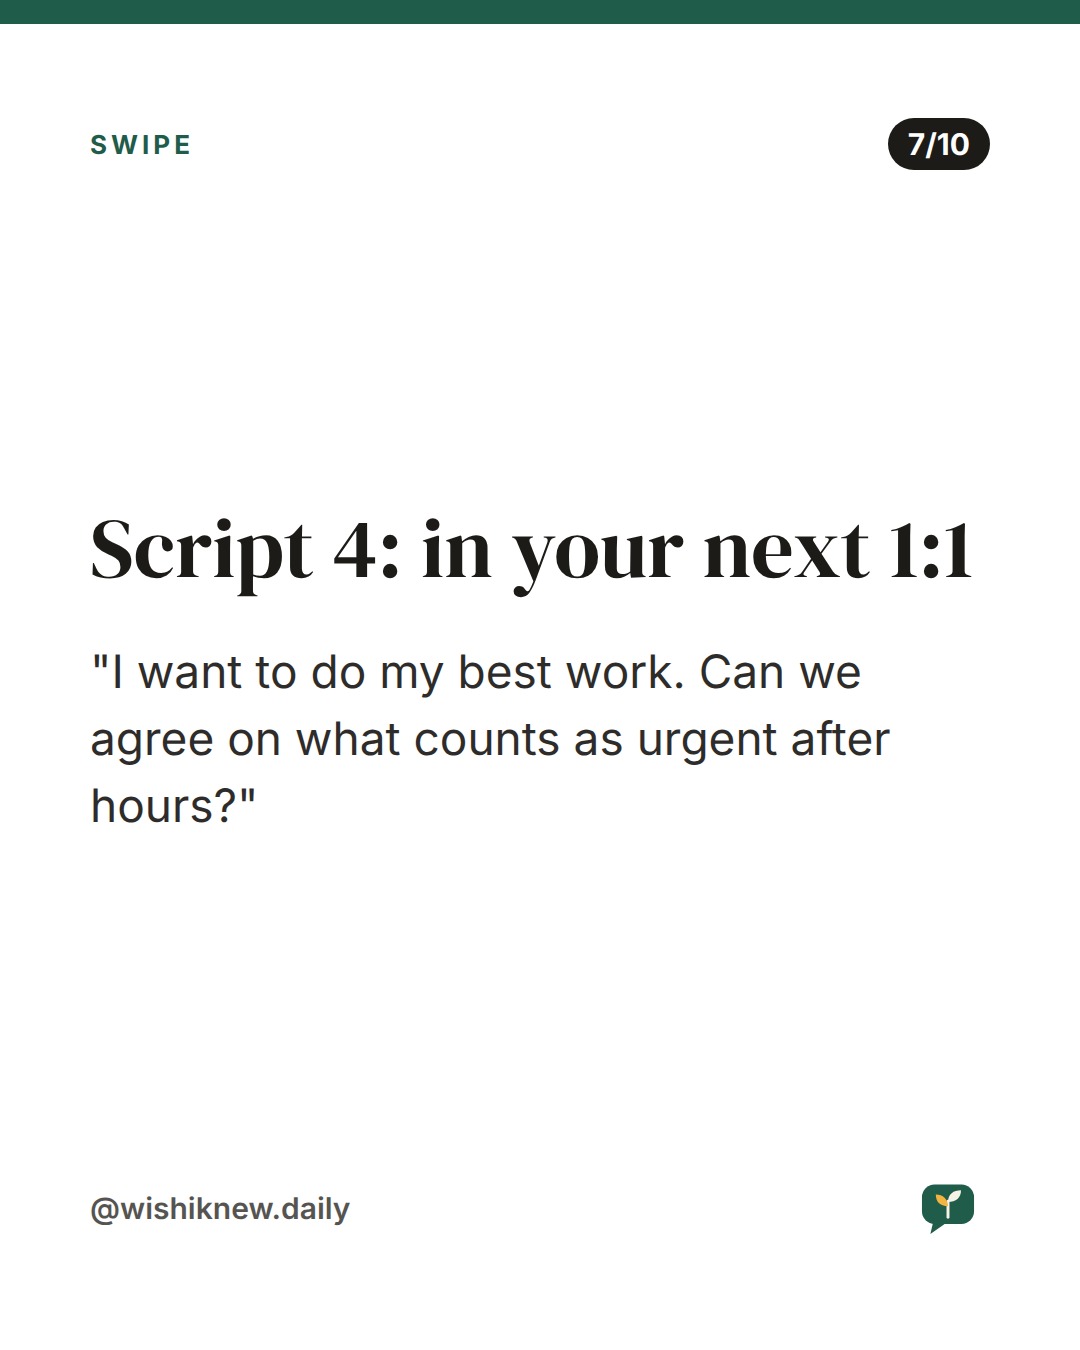 SWIPE
7/10
Script 4: in your next 1:1
"I want to do my best work. Can we
agree on what counts as urgent after
hours?"
@wishiknew.daily